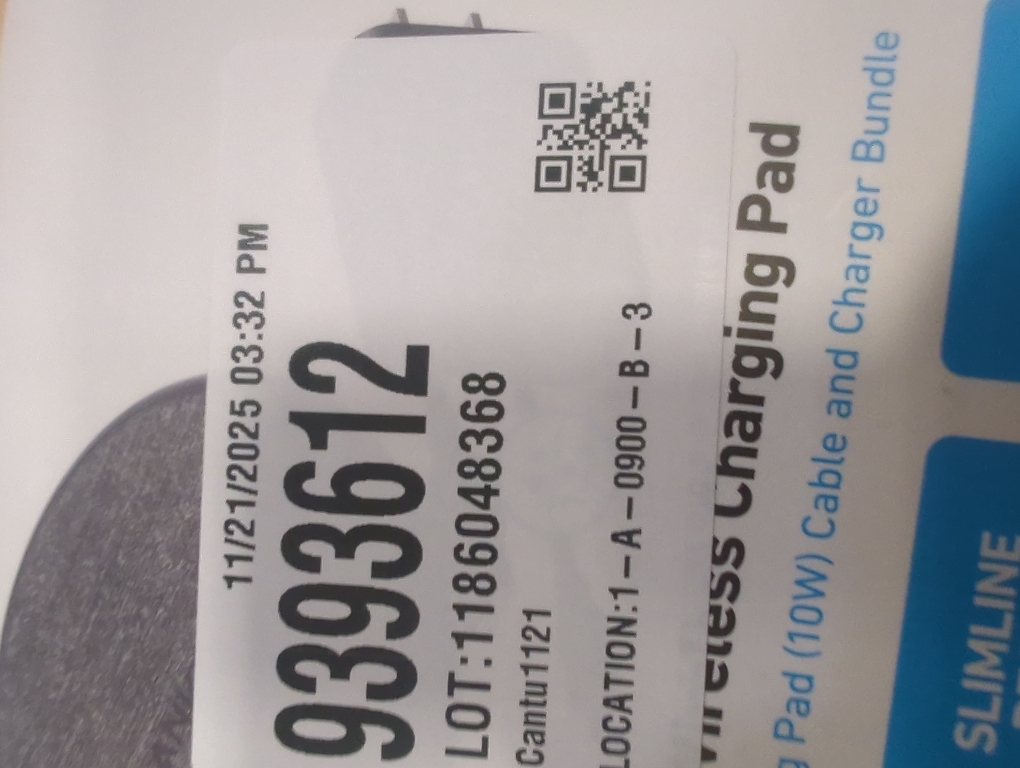 11/21/2025 03:32 PM
9393612
LOT:1186048368
Cantu1121
LOCATION:1-A-0900-B-3
Wireless Charging Pad
Pad (10W) Cable and Charger Bundle
SLIMLINE